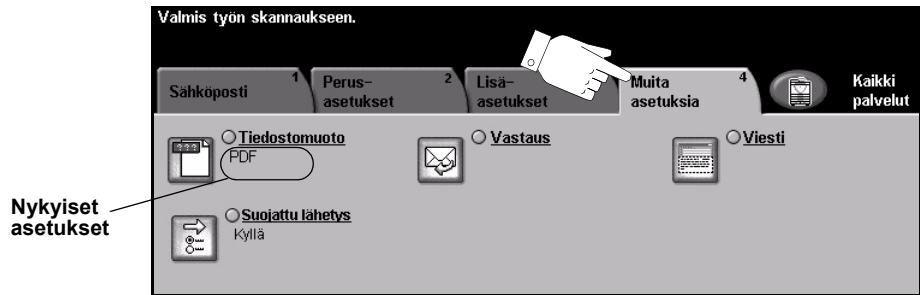 Valmis työn skannaukseen.
Sähköposti 1
Perus-
asetukset 2
Lisä-
asetukset
Muita
asetuksia 4
Kaikki
palvelut
Tiedostomuoto
PDF
Vastaus
Viesti
Nykyiset
asetukset
Suojattu lähetys
Kyllä